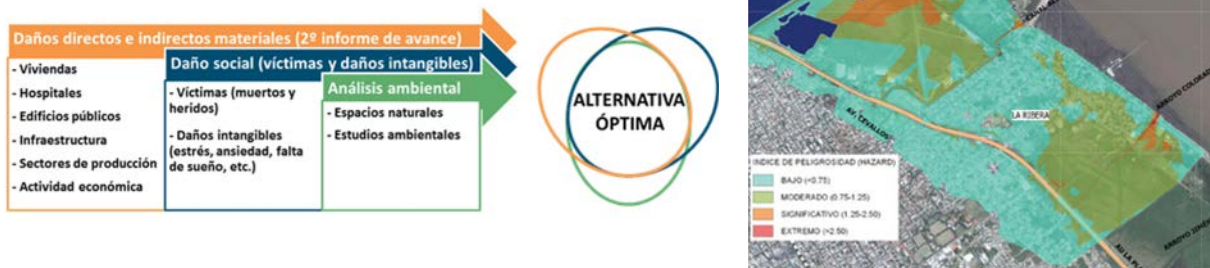 Daños directos e indirectos materiales (2º informe de avance)
- Viviendas
- Hospitales
- Edificios públicos
- Infraestructura
- Sectores de producción
- Actividad económica
Daño social (víctimas y daños intangibles)
- Víctimas (muertos y
heridos)
- Daños intangibles
(estrés, ansiedad, falta
de sueño, etc.)
Análisis ambiental
- Espacios naturales
- Estudios ambientales
ALTERNATIVA
ÓPTIMA
AV. CEVALLOS
LA RIBERA
INDICE DE PELIGROSIDAD (HAZARD)
BAJO (<0.75)
MODERADO (0.75-1.25)
SIGNIFICATIVO (1.25-2.50)
EXTREMO (>2.50)